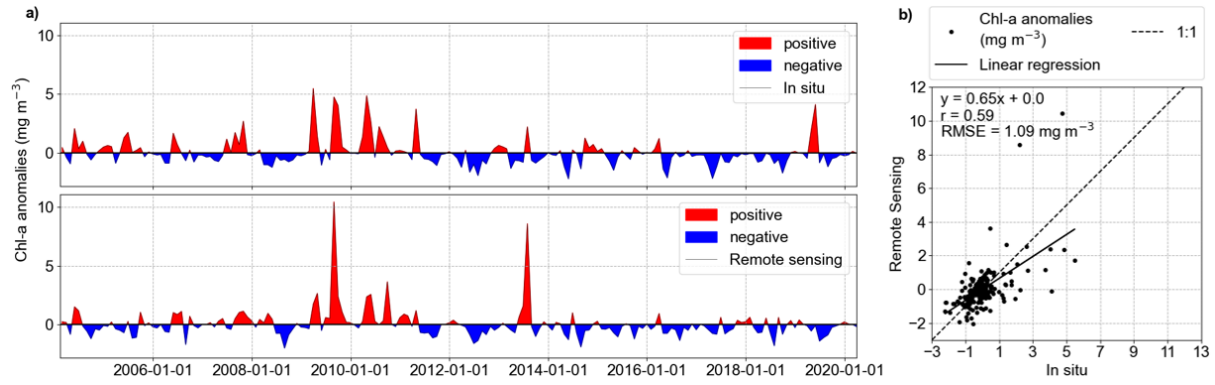 a)
Chl-a anomalies (mg m⁻³)
10
5
0
positive
negative
In situ
10
5
0
positive
negative
Remote sensing
2006-01-01 2008-01-01 2010-01-01 2012-01-01 2014-01-01 2016-01-01 2018-01-01 2020-01-01
b)
Chl-a anomalies
(mg m⁻³)
1:1
Linear regression
y = 0.65x + 0.0
r = 0.59
RMSE = 1.09 mg m⁻³
Remote Sensing
12
10
8
6
4
2
0
−2
−3 −1 1 3 5 7 9 11 13
In situ